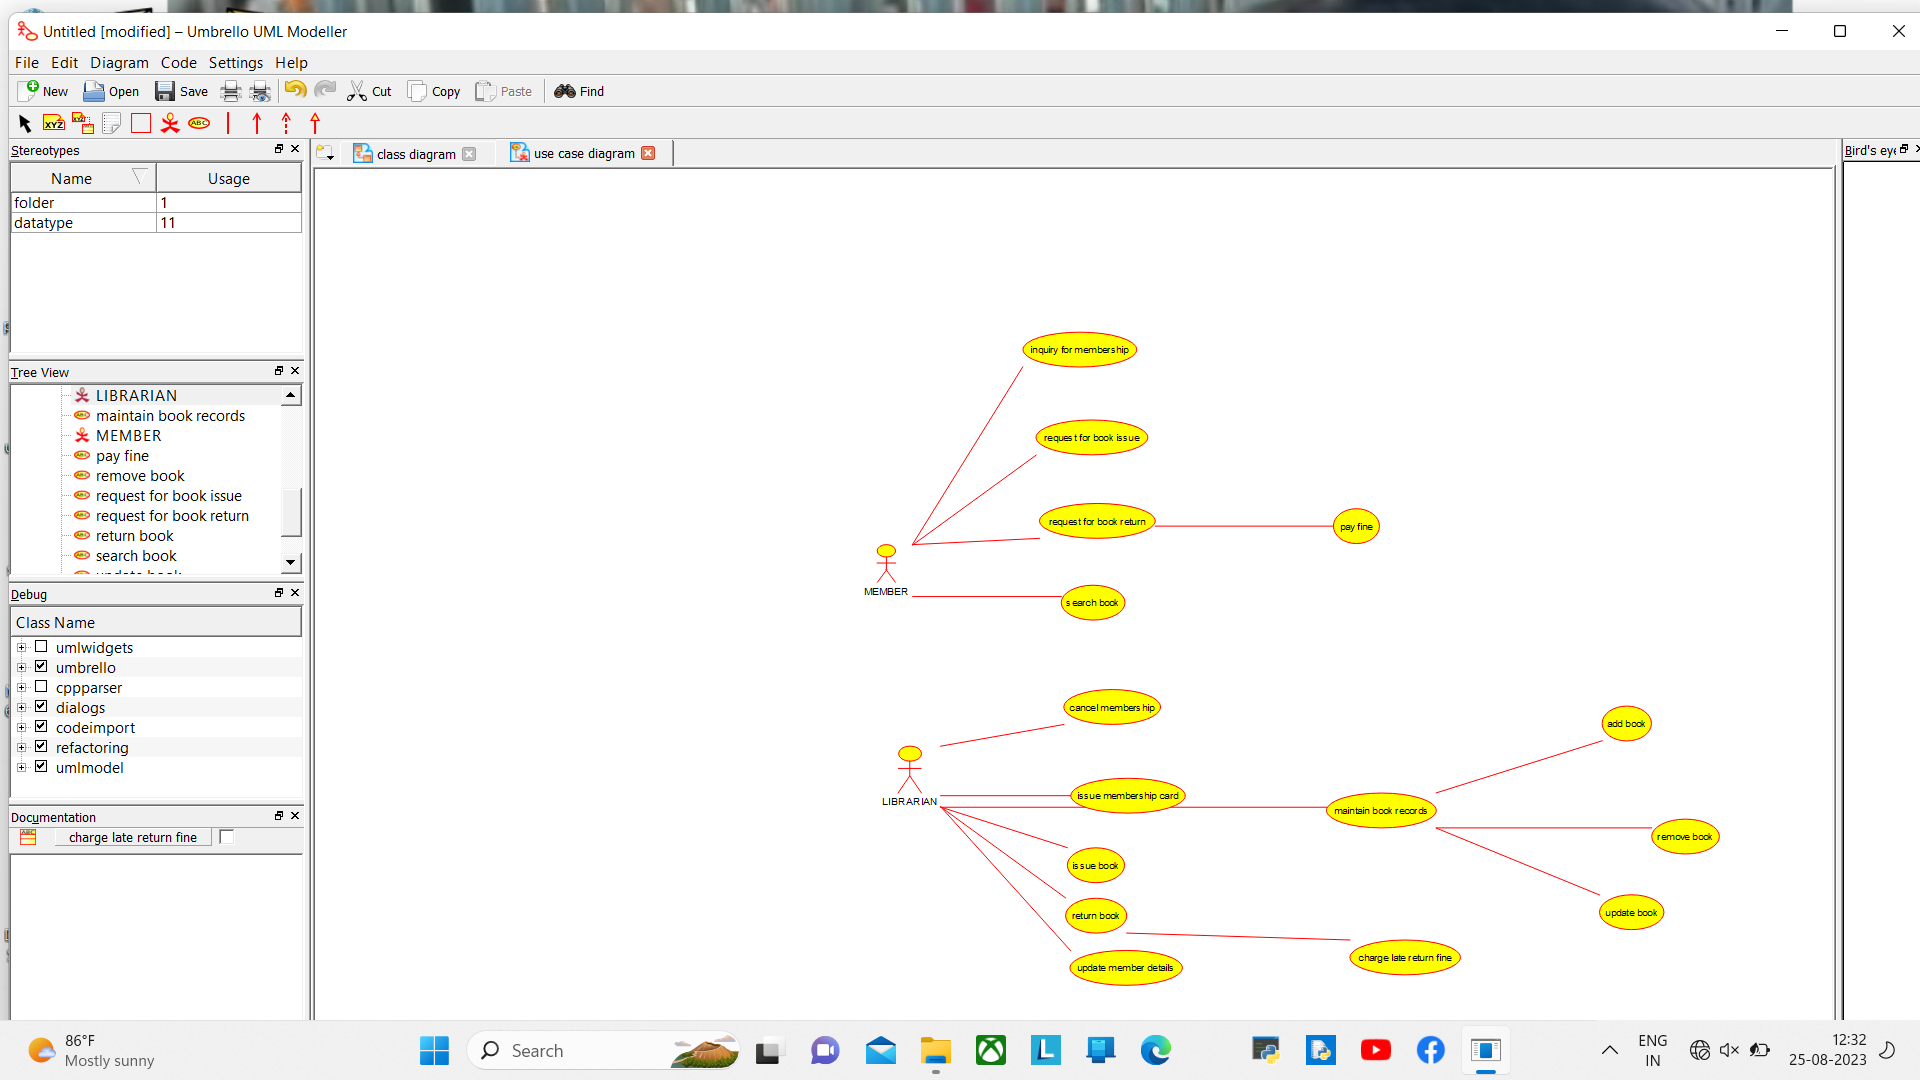 Untitled [modified] – Umbrello UML Modeller
File Edit Diagram Code Settings Help
New Open Save Cut Copy Paste Find
XYZ ABC
Stereotypes
class diagram
use case diagram
Bird's eye
Name Usage
folder 1
datatype 11
Tree View
LIBRARIAN
maintain book records
MEMBER
pay fine
remove book
request for book issue
request for book return
return book
search book
update book
Debug
Class Name
umlwidgets
umbrello
cppparser
dialogs
codeimport
refactoring
umlmodel
Documentation
charge late return fine
inquiry for membership
request for book issue
request for book return
pay fine
MEMBER
search book
cancel membership
add book
LIBRARIAN
issue membership card
maintain book records
remove book
issue book
return book
update book
charge late return fine
update member details
86°F
Mostly sunny
Search
ENG
IN
12:32
25-08-2023